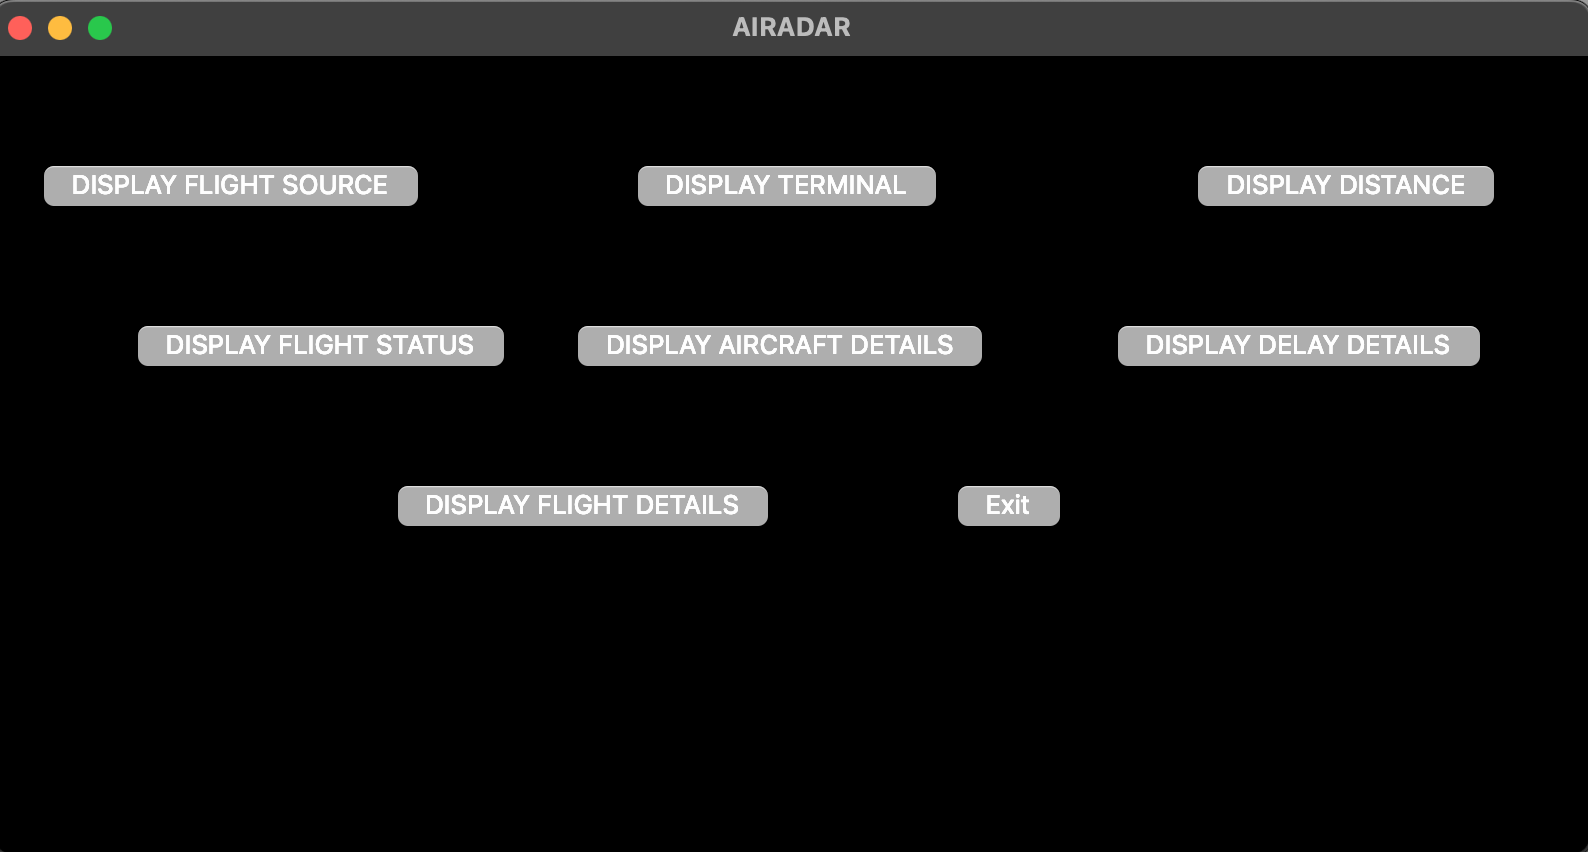 AIRADAR
DISPLAY FLIGHT SOURCE
DISPLAY TERMINAL
DISPLAY DISTANCE
DISPLAY FLIGHT STATUS
DISPLAY AIRCRAFT DETAILS
DISPLAY DELAY DETAILS
DISPLAY FLIGHT DETAILS
Exit